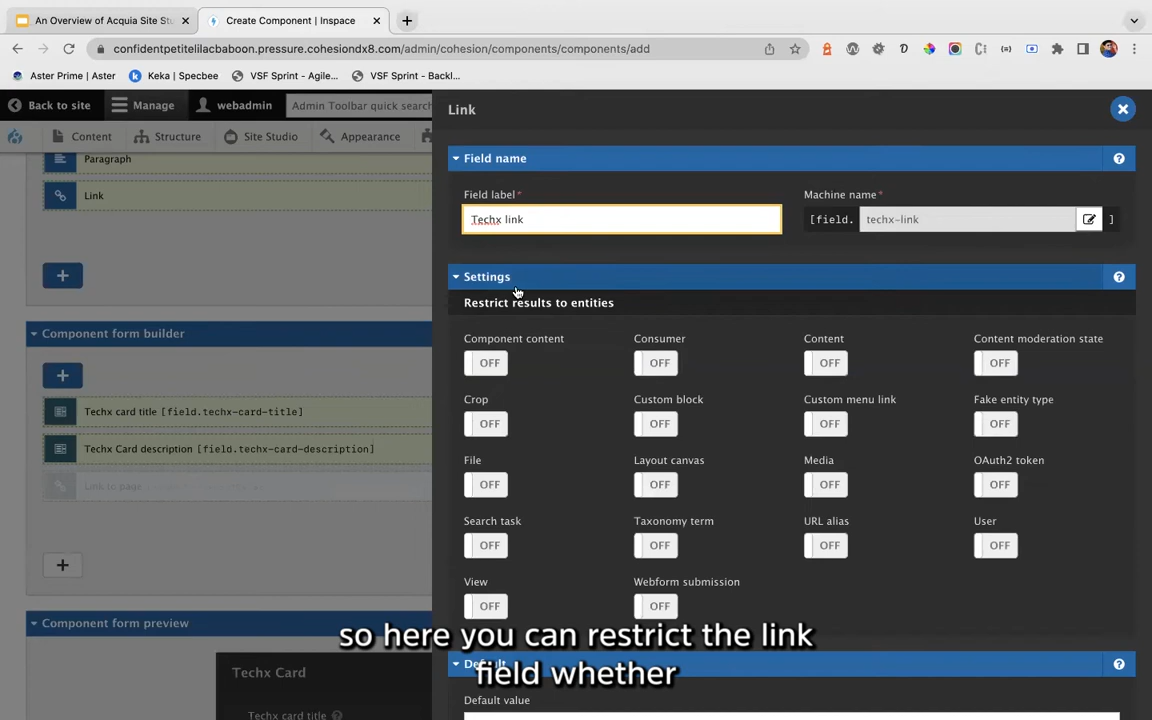 An Overview of Acquia Site Stu
Create Component | Inspace
confidentpetitelilacbaboon.pressure.cohesiondx8.com/admin/cohesion/components/components/add
Aster Prime | Aster
Keka | Specbee
VSF Sprint - Agile...
VSF Sprint - Backl...
Back to site
Manage
webadmin
Admin Toolbar quick search
Content
Structure
Site Studio
Appearance
Paragraph
Link
Component form builder
Techx card title [field.techx-card-title]
Techx Card description [field.techx-card-description]
Link to page
Component form preview
Techx Card
Techx card title
Link
Field name
Field label*
Machine name*
Techx link
[field.
techx-link
]
Settings
Restrict results to entities
Component content
Consumer
Content
Content moderation state
OFF
OFF
OFF
OFF
Crop
Custom block
Custom menu link
Fake entity type
OFF
OFF
OFF
OFF
File
Layout canvas
Media
OAuth2 token
OFF
OFF
OFF
OFF
Search task
Taxonomy term
URL alias
User
OFF
OFF
OFF
OFF
View
Webform submission
OFF
OFF
so here you can restrict the link
field whether
Default value